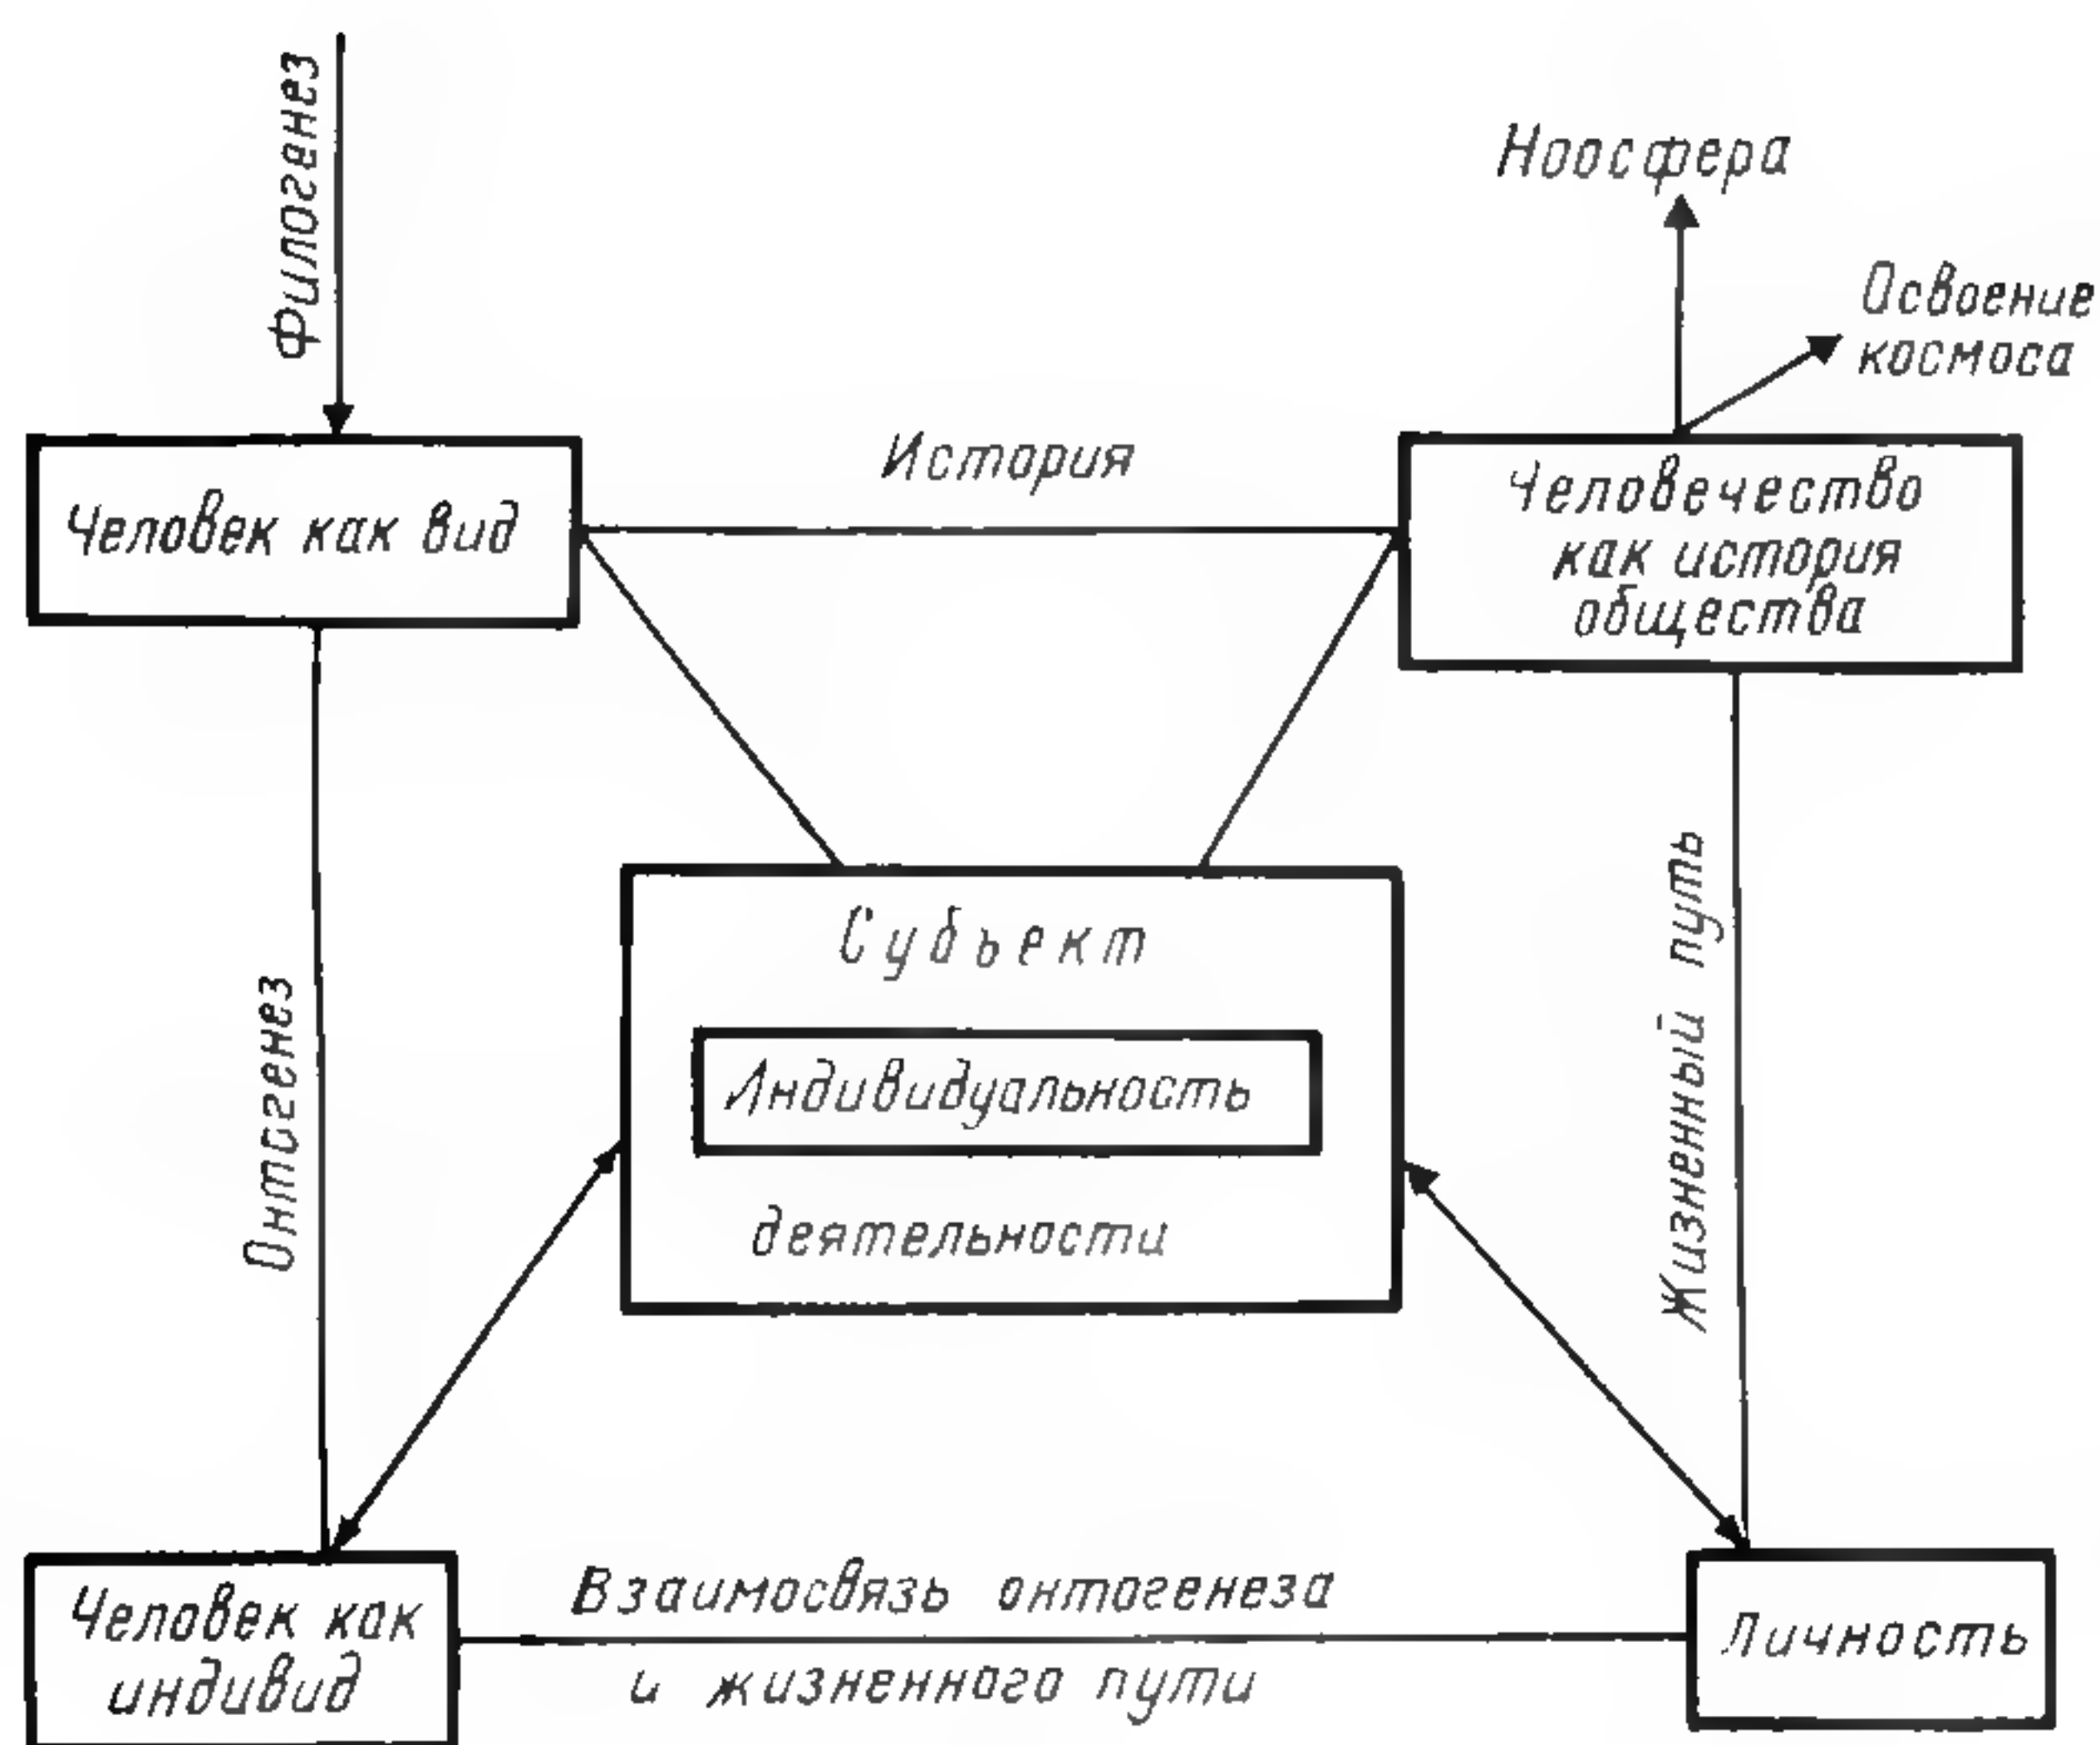 Филогенез
Ноосфера
Освоение
космоса
История
Человек как вид
Человечество
как история
общества
Субъект
Индивидуальность
деятельности
Онтогенез
Жизненный путь
Человек как
индивид
Взаимосвязь онтогенеза
и жизненного пути
Личность